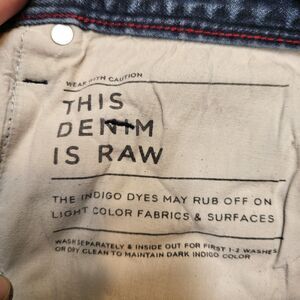 WEAR WITH CAUTION
THIS
DENIM
IS RAW
THE INDIGO DYES MAY RUB OFF ON
LIGHT COLOR FABRICS & SURFACES
WASH SEPARATELY & INSIDE OUT FOR FIRST 1-2 WASHES
OR DRY CLEAN TO MAINTAIN DARK INDIGO COLOR